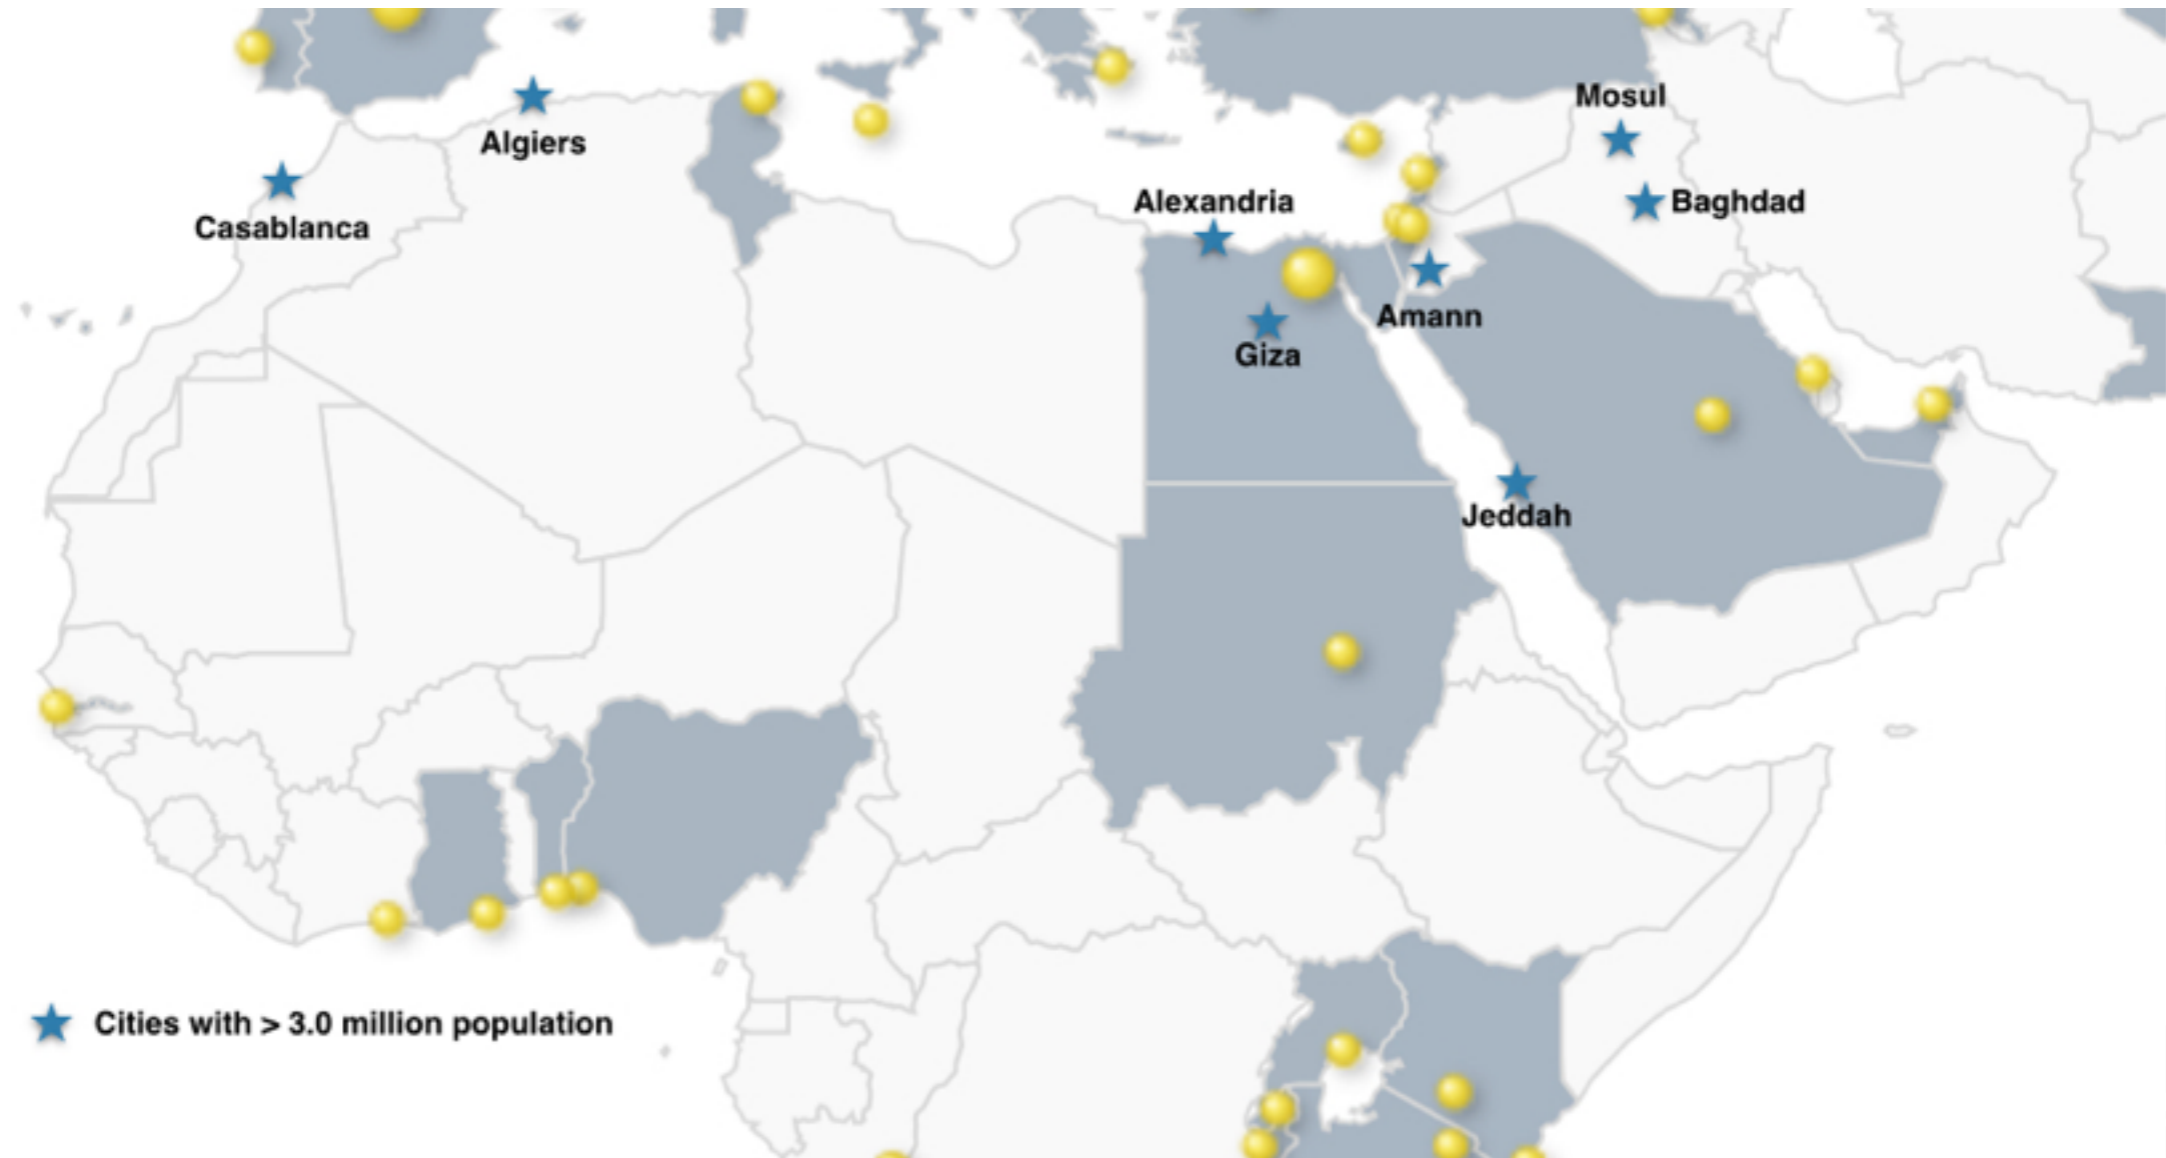 Mosul
Algiers
Casablanca
Alexandria
Baghdad
Amann
Giza
Jeddah
Cities with > 3.0 million population